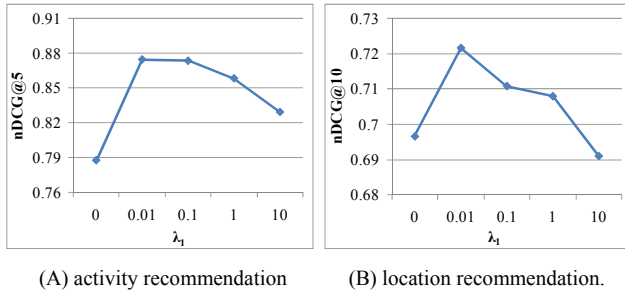 0.91
0.88
0.85
0.82
0.79
0.76
nDCG@5
0 0.01 0.1 1 10
λ₁
(A) activity recommendation
0.73
0.72
0.71
0.7
0.69
0.68
nDCG@10
0 0.01 0.1 1 10
λ₁
(B) location recommendation.